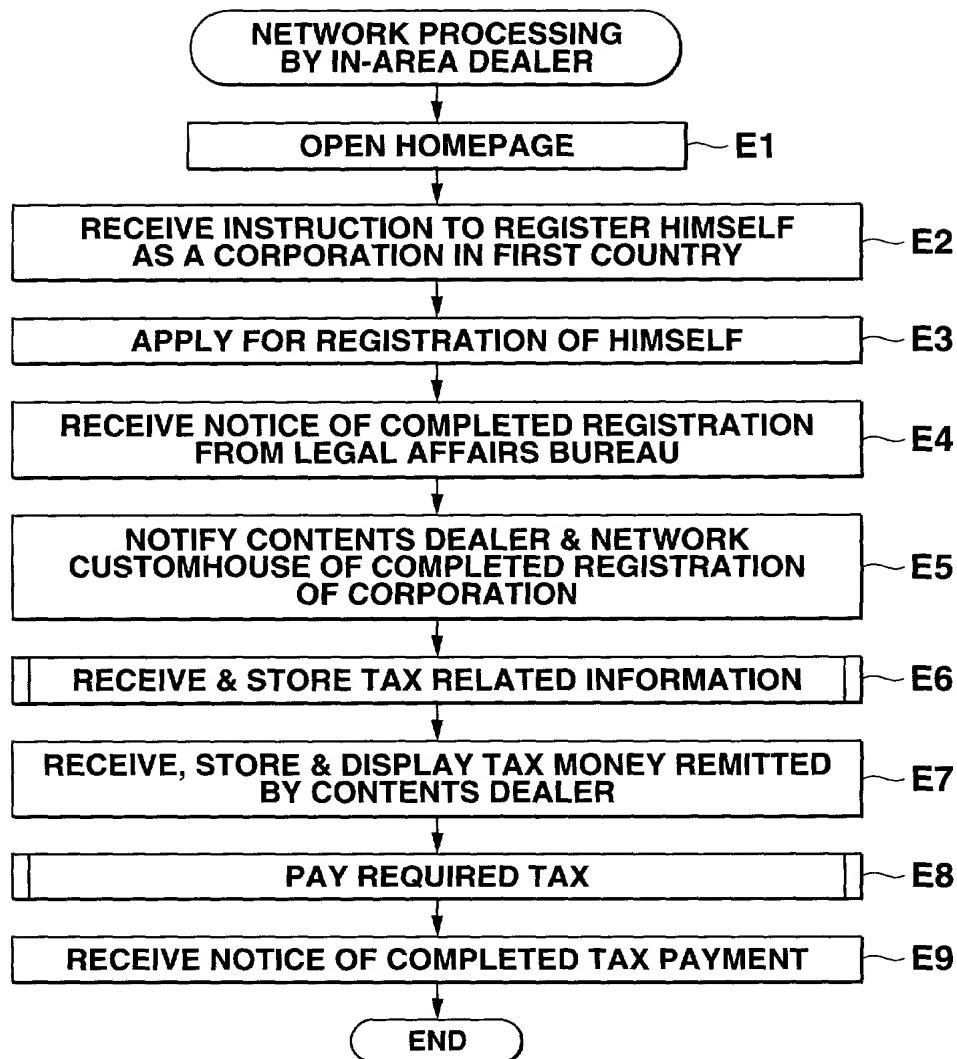 NETWORK PROCESSING
BY IN-AREA DEALER
OPEN HOMEPAGE
E1
RECEIVE INSTRUCTION TO REGISTER HIMSELF
AS A CORPORATION IN FIRST COUNTRY
E2
APPLY FOR REGISTRATION OF HIMSELF
E3
RECEIVE NOTICE OF COMPLETED REGISTRATION
FROM LEGAL AFFAIRS BUREAU
E4
NOTIFY CONTENTS DEALER & NETWORK
CUSTOMHOUSE OF COMPLETED REGISTRATION
OF CORPORATION
E5
RECEIVE & STORE TAX RELATED INFORMATION
E6
RECEIVE, STORE & DISPLAY TAX MONEY REMITTED
BY CONTENTS DEALER
E7
PAY REQUIRED TAX
E8
RECEIVE NOTICE OF COMPLETED TAX PAYMENT
E9
END